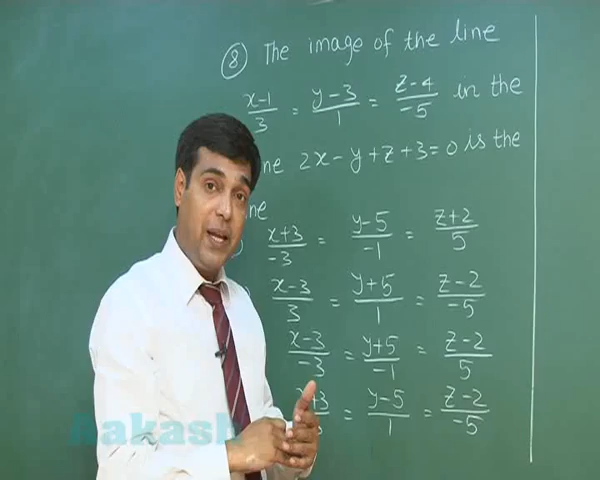 ⑧ The image of the line
x-1/3 = y-3/1 = z-4/-5 in the
2x-y+z+3=0 is the
x+3/-3 = y-5/-1 = z+2/5
x-3/3 = y+5/1 = z-2/-5
x-3/-3 = y+5/-1 = z-2/5
= y-5/1 = z-2/-5
Aakash